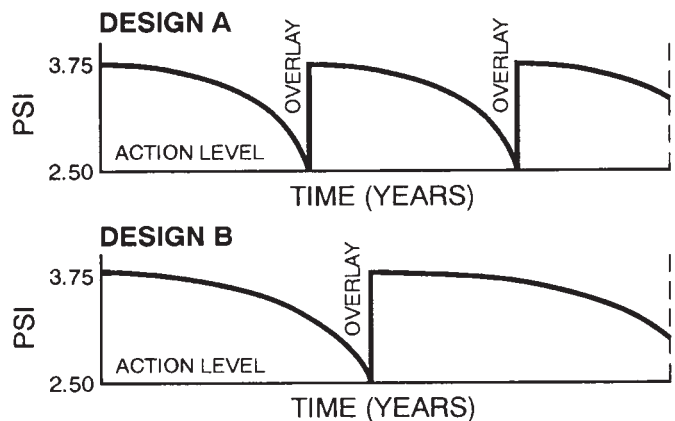 DESIGN A
OVERLAY
OVERLAY
3.75
PSI
ACTION LEVEL
2.50
TIME (YEARS)
DESIGN B
OVERLAY
3.75
PSI
ACTION LEVEL
2.50
TIME (YEARS)